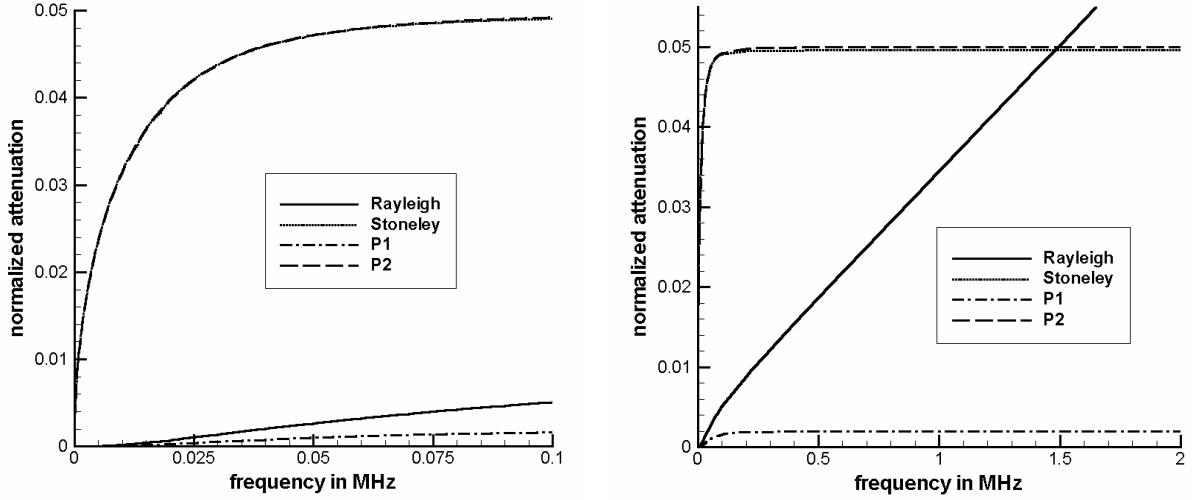 0.05
0.04
0.03
0.02
0.01
0
normalized attenuation
Rayleigh
Stoneley
P1
P2
0
0.025
0.05
0.075
0.1
frequency in MHz
0.05
0.04
0.03
0.02
0.01
0
normalized attenuation
Rayleigh
Stoneley
P1
P2
0
0.5
1
1.5
2
frequency in MHz